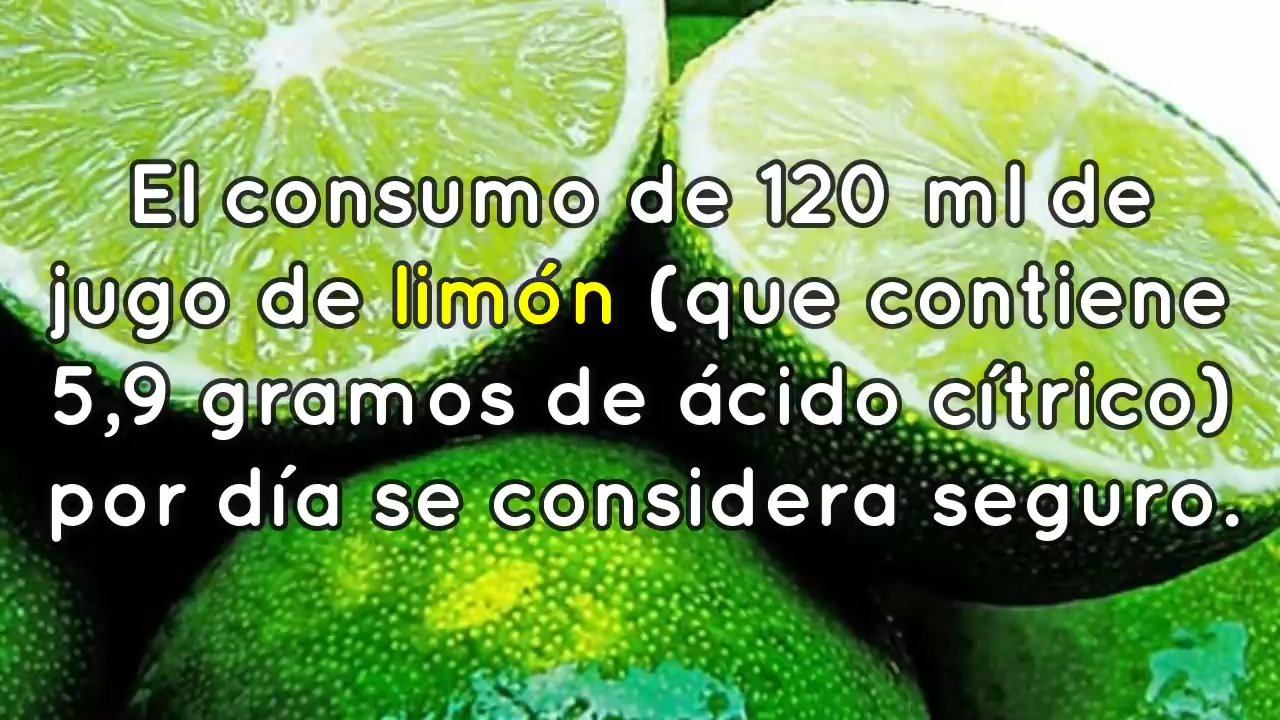 El consumo de 120 ml de
jugo de limón (que contiene
5,9 gramos de ácido cítrico)
por día se considera seguro.